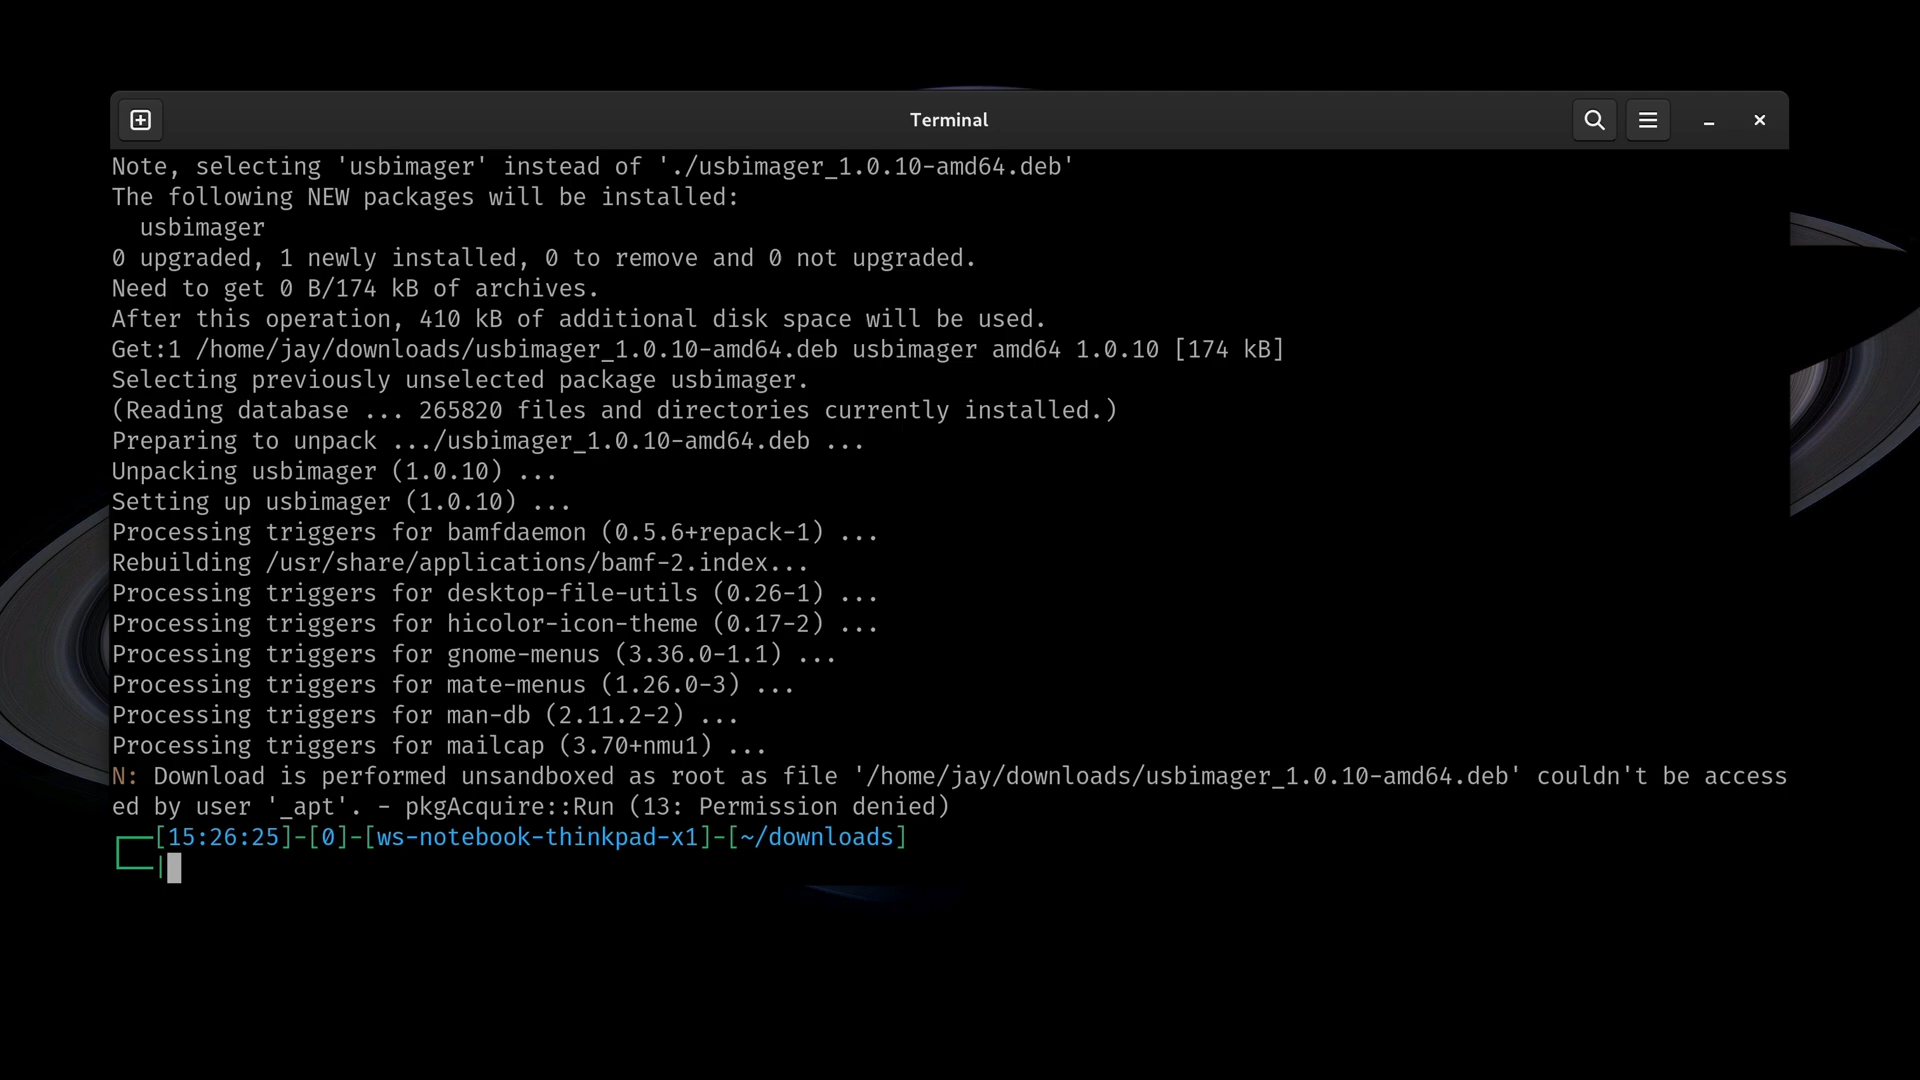 Terminal
Note, selecting 'usbimager' instead of './usbimager_1.0.10-amd64.deb'
The following NEW packages will be installed:
  usbimager
0 upgraded, 1 newly installed, 0 to remove and 0 not upgraded.
Need to get 0 B/174 kB of archives.
After this operation, 410 kB of additional disk space will be used.
Get:1 /home/jay/downloads/usbimager_1.0.10-amd64.deb usbimager amd64 1.0.10 [174 kB]
Selecting previously unselected package usbimager.
(Reading database ... 265820 files and directories currently installed.)
Preparing to unpack .../usbimager_1.0.10-amd64.deb ...
Unpacking usbimager (1.0.10) ...
Setting up usbimager (1.0.10) ...
Processing triggers for bamfdaemon (0.5.6+repack-1) ...
Rebuilding /usr/share/applications/bamf-2.index...
Processing triggers for desktop-file-utils (0.26-1) ...
Processing triggers for hicolor-icon-theme (0.17-2) ...
Processing triggers for gnome-menus (3.36.0-1.1) ...
Processing triggers for mate-menus (1.26.0-3) ...
Processing triggers for man-db (2.11.2-2) ...
Processing triggers for mailcap (3.70+nmu1) ...
N: Download is performed unsandboxed as root as file '/home/jay/downloads/usbimager_1.0.10-amd64.deb' couldn't be access
ed by user '_apt'. - pkgAcquire::Run (13: Permission denied)
[15:26:25]-[0]-[ws-notebook-thinkpad-x1]-[~/downloads]